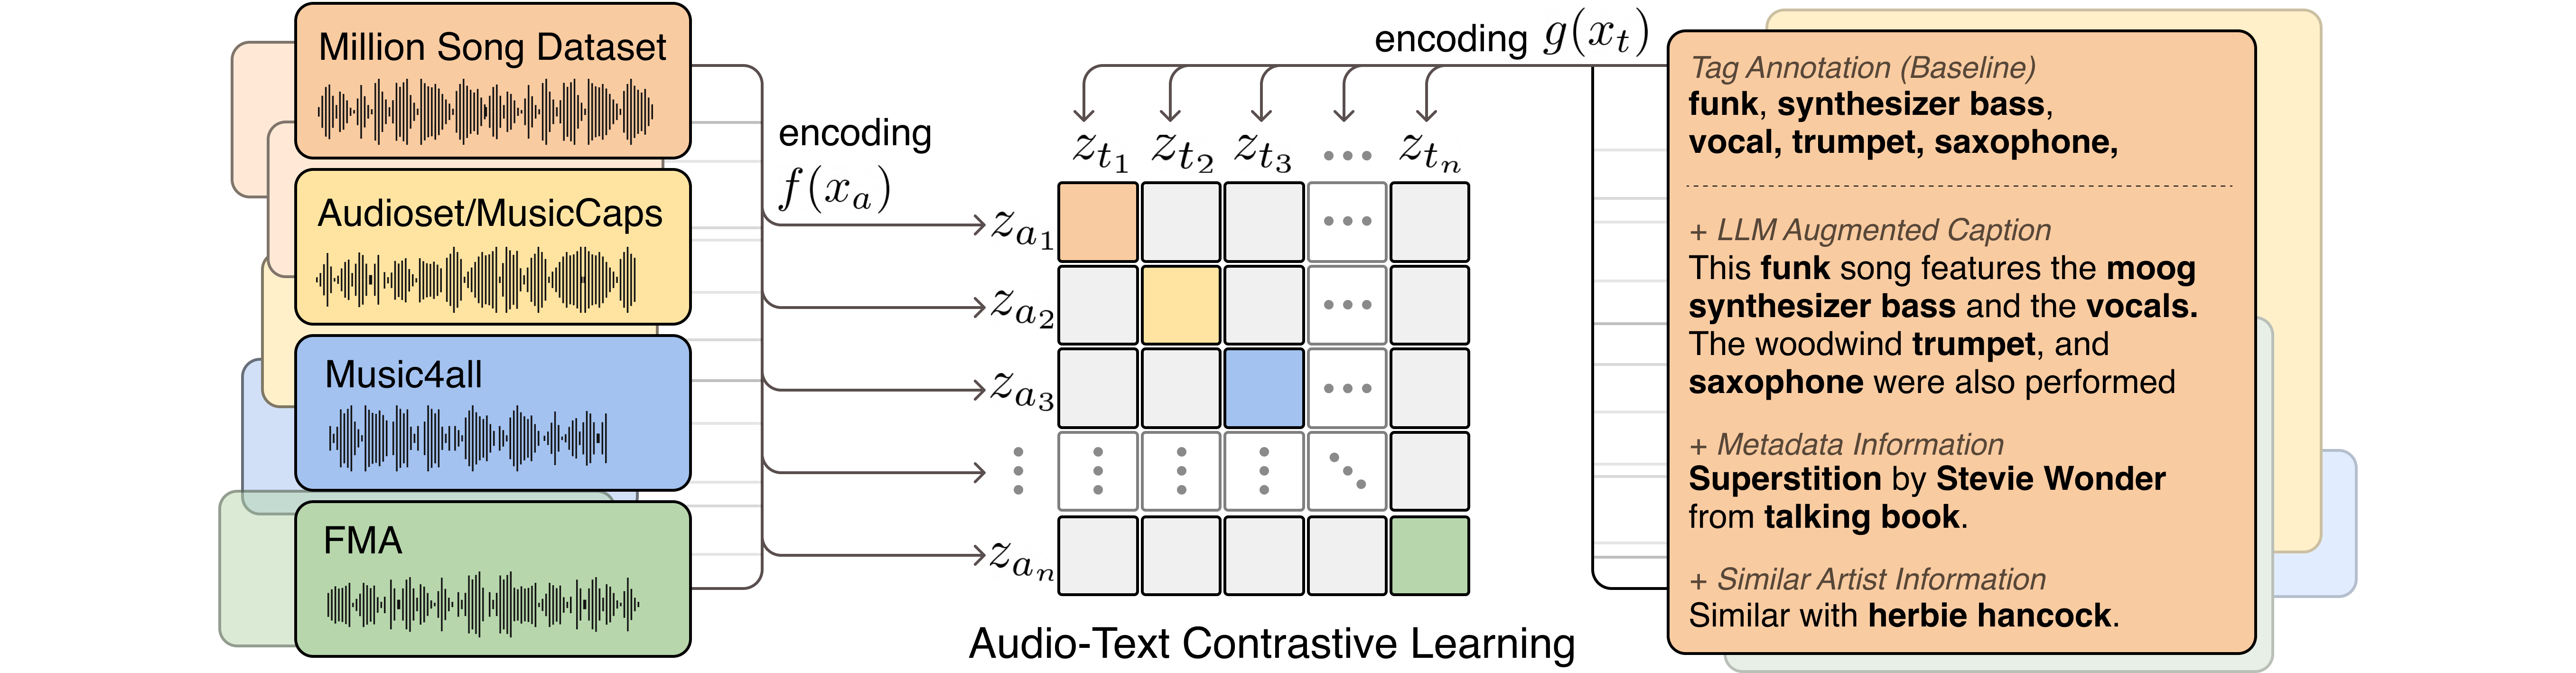 Million Song Dataset
Audioset/MusicCaps
Music4all
FMA
encoding
f(x_a)
encoding g(x_t)
z_{t_1} z_{t_2} z_{t_3} ... z_{t_n}
z_{a_1}
z_{a_2}
z_{a_3}
z_{a_n}
Audio-Text Contrastive Learning
Tag Annotation (Baseline)
funk, synthesizer bass,
vocal, trumpet, saxophone,
+ LLM Augmented Caption
This funk song features the moog
synthesizer bass and the vocals.
The woodwind trumpet, and
saxophone were also performed
+ Metadata Information
Superstition by Stevie Wonder
from talking book.
+ Similar Artist Information
Similar with herbie hancock.